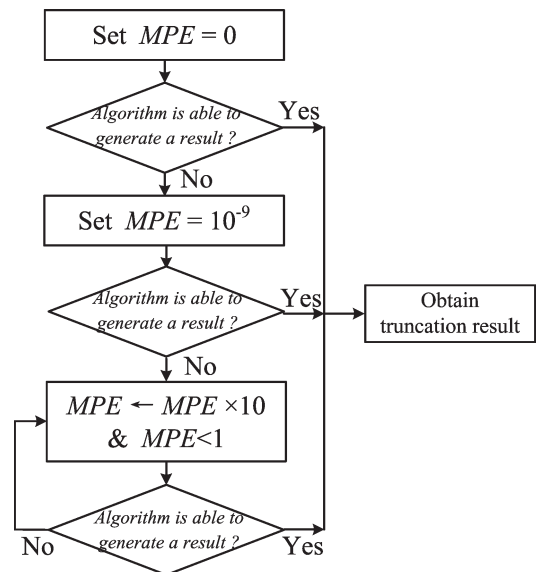 Set MPE = 0
Algorithm is able to
generate a result ?
Yes
No
Set MPE = 10⁻⁹
Algorithm is able to
generate a result ?
Yes
Obtain
truncation result
No
MPE ← MPE ×10
& MPE<1
Algorithm is able to
generate a result ?
No
Yes